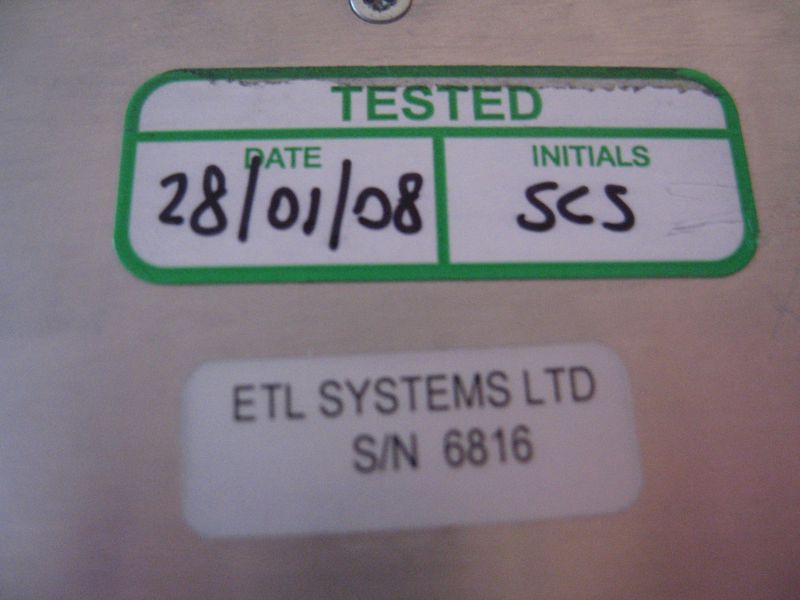 TESTED
DATE INITIALS
28/01/08 SCS
ETL SYSTEMS LTD
S/N 6816